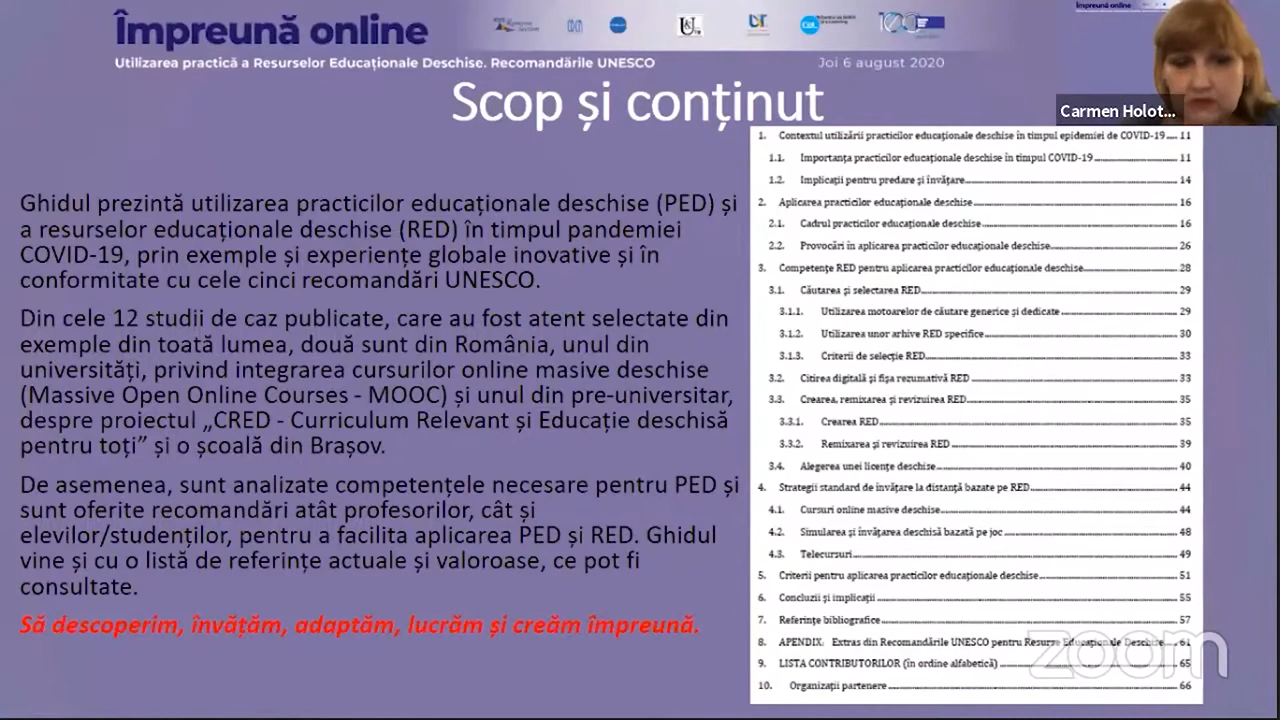 Împreună online
Utilizarea practică a Resurselor Educaționale Deschise. Recomandările UNESCO
Joi 6 august 2020
Împreună online
Carmen Holot...
Scop și conținut
Ghidul prezintă utilizarea practicilor educaționale deschise (PED) și
a resurselor educaționale deschise (RED) în timpul pandemiei
COVID-19, prin exemple și experiențe globale inovative și în
conformitate cu cele cinci recomandări UNESCO.
Din cele 12 studii de caz publicate, care au fost atent selectate din
exemple din toată lumea, două sunt din România, unul din
universități, privind integrarea cursurilor online masive deschise
(Massive Open Online Courses - MOOC) și unul din pre-universitar,
despre proiectul „CRED - Curriculum Relevant și Educație deschisă
pentru toți” și o școală din Brașov.
De asemenea, sunt analizate competențele necesare pentru PED și
sunt oferite recomandări atât profesorilor, cât și
elevilor/studenților, pentru a facilita aplicarea PED și RED. Ghidul
vine și cu o listă de referințe actuale și valoroase, ce pot fi
consultate.
Să descoperim, învățăm, adaptăm, lucrăm și creăm împreună.
1. Contextul utilizării practicilor educaționale deschise în timpul epidemiei de COVID-19 11
1.1. Importanța practicilor educaționale deschise în timpul COVID-19 11
1.2. Implicații pentru predare și învățare 14
2. Aplicarea practicilor educaționale deschise 16
2.1. Cadrul practicilor educaționale deschise 16
2.2. Provocări în aplicarea practicilor educaționale deschise 26
3. Competențe RED pentru aplicarea practicilor educaționale deschise 28
3.1. Căutarea și selectarea RED 29
3.1.1. Utilizarea motoarelor de căutare generice și dedicate 29
3.1.2. Utilizarea unor arhive RED specifice 30
3.1.3. Criterii de selecție RED 33
3.2. Citirea digitală și fișa rezumativă RED 33
3.3. Crearea, remixarea și revizuirea RED 35
3.3.1. Crearea RED 35
3.3.2. Remixarea și revizuirea RED 39
3.4. Alegerea unei licențe deschise 40
4. Strategii standard de învățare la distanță bazate pe RED 44
4.1. Cursuri online masive deschise 44
4.2. Simularea și învățarea deschisă bazată pe joc 48
4.3. Telecursuri 49
5. Criterii pentru aplicarea practicilor educaționale deschise 51
6. Concluzii și implicații 55
7. Referințe bibliografice 57
8. APENDIX: Extras din Recomandările UNESCO pentru Resurse Educaționale Deschise 61
9. LISTA CONTRIBUTORILOR (în ordine alfabetică) 65
10. Organizații partenere 66
zoom